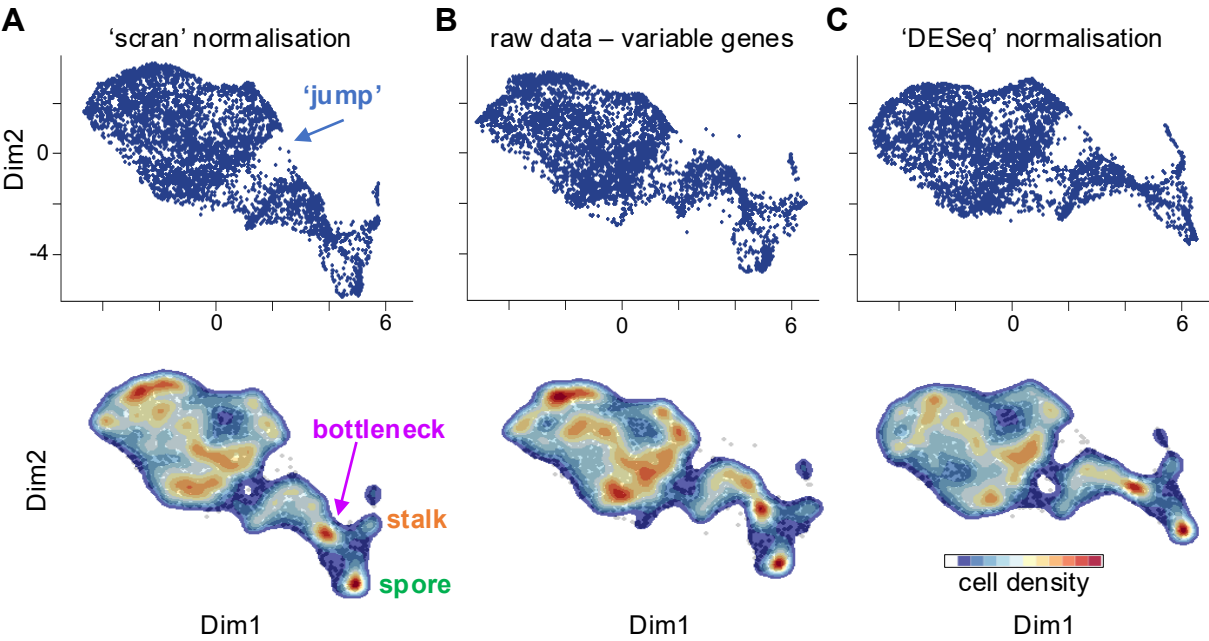 A
B
C
‘scran’ normalisation
raw data – variable genes
‘DESeq’ normalisation
‘jump’
Dim2
0
-4
0
6
0
6
0
6
bottleneck
stalk
spore
Dim2
cell density
Dim1
Dim1
Dim1